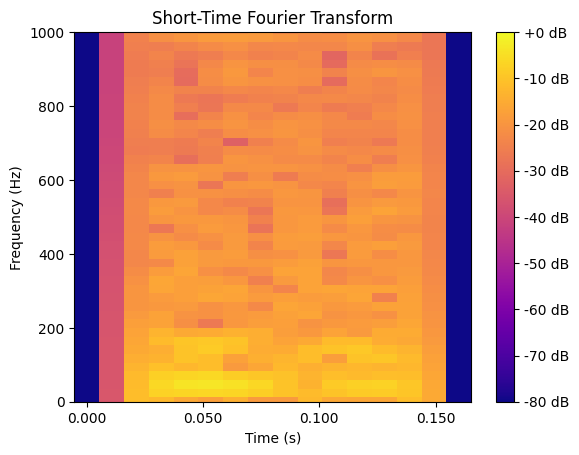 Short-Time Fourier Transform
Frequency (Hz)
1000
800
600
400
200
0
0.000
0.050
0.100
0.150
Time (s)
+0 dB
-10 dB
-20 dB
-30 dB
-40 dB
-50 dB
-60 dB
-70 dB
-80 dB